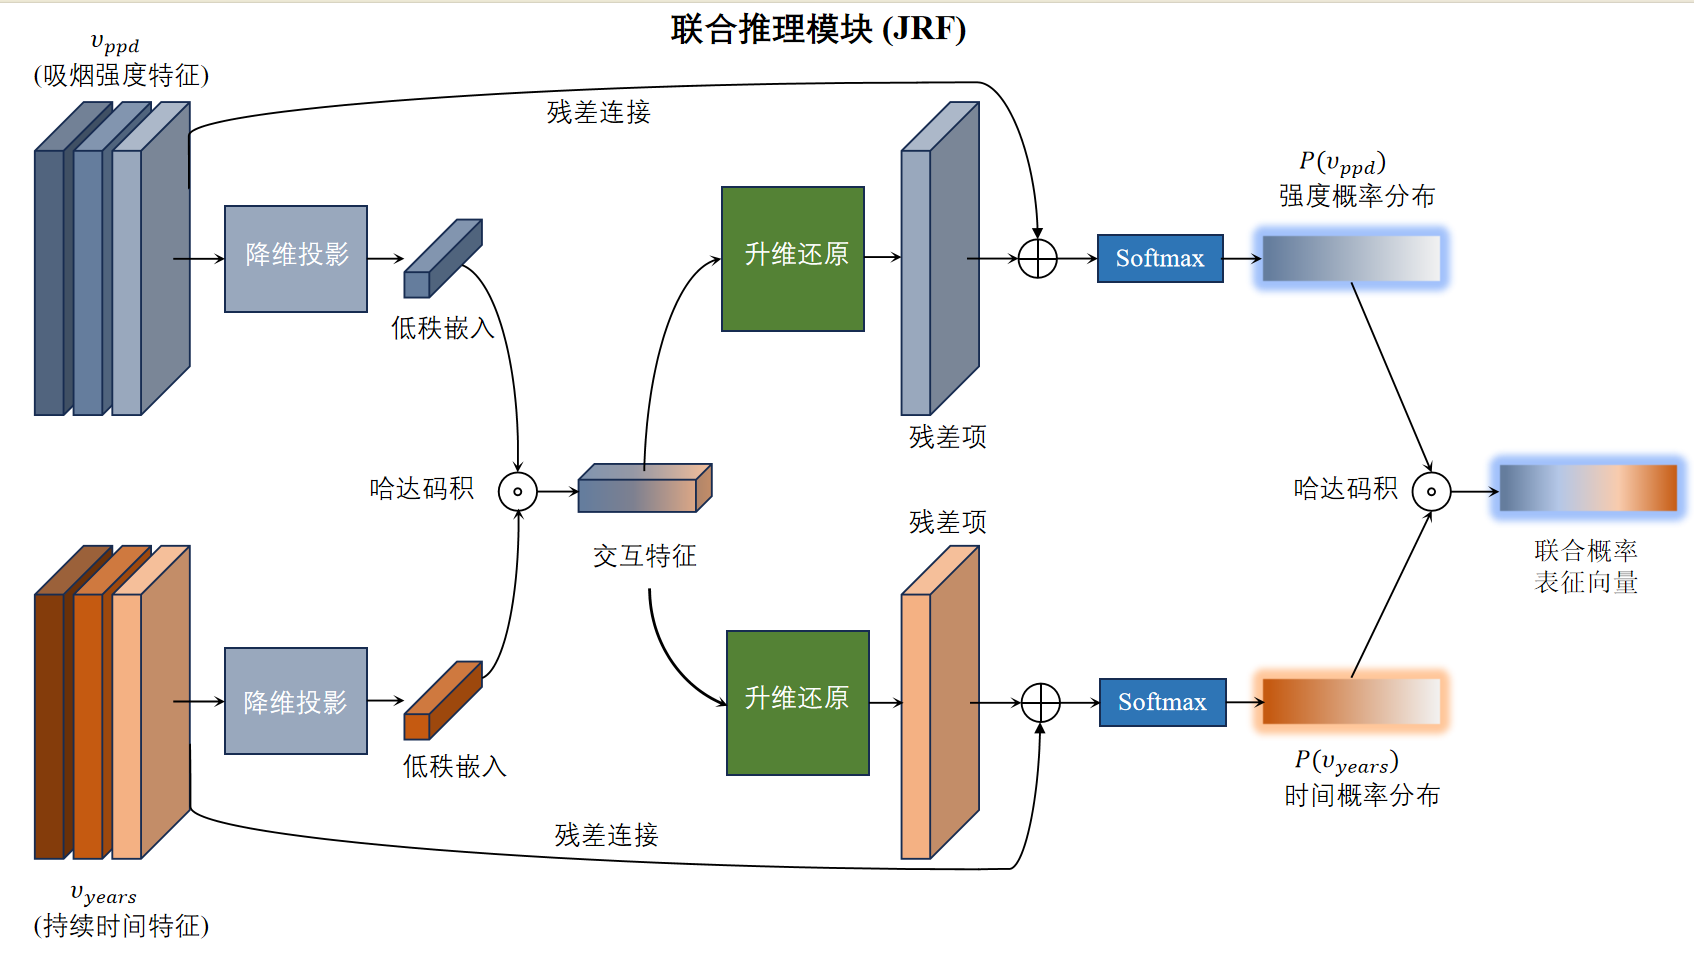 联合推理模块 (JRF)
υppd
(吸烟强度特征)
残差连接
P(υppd)
强度概率分布
降维投影
升维还原
Softmax
低秩嵌入
残差项
哈达码积
哈达码积
残差项
交互特征
联合概率
表征向量
降维投影
升维还原
Softmax
低秩嵌入
P(υyears)
时间概率分布
残差连接
υyears
(持续时间特征)